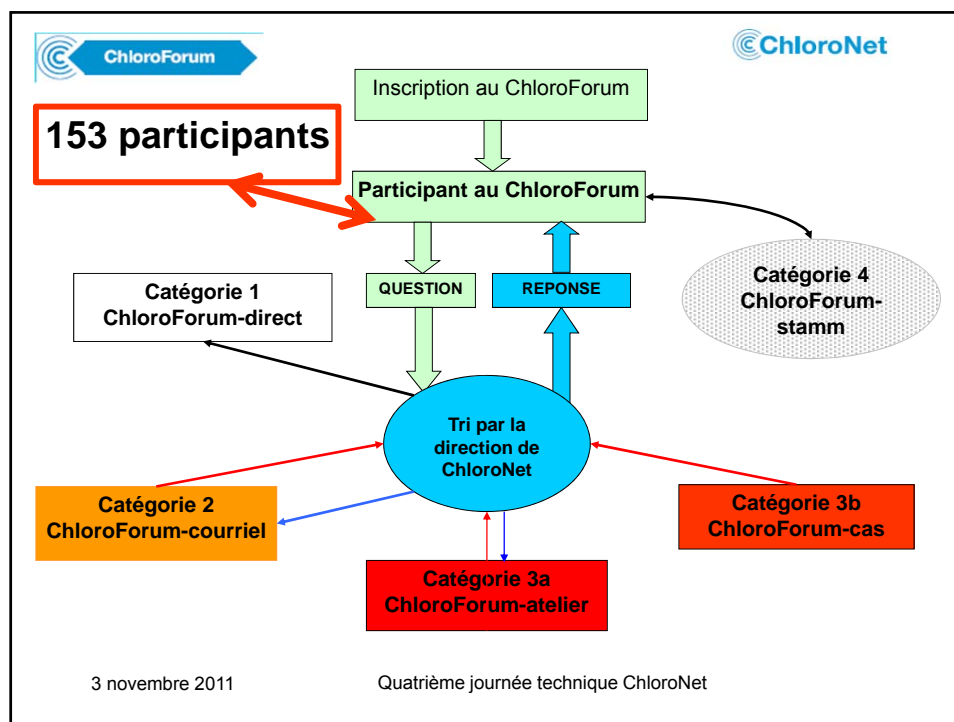 ChloroForum
ChloroNet
Inscription au ChloroForum
153 participants
Participant au ChloroForum
QUESTION
REPONSE
Catégorie 1
ChloroForum-direct
Catégorie 4
ChloroForum-
stamm
Tri par la
direction de
ChloroNet
Catégorie 2
ChloroForum-courriel
Catégorie 3b
ChloroForum-cas
Catégorie 3a
ChloroForum-atelier
3 novembre 2011
Quatrième journée technique ChloroNet